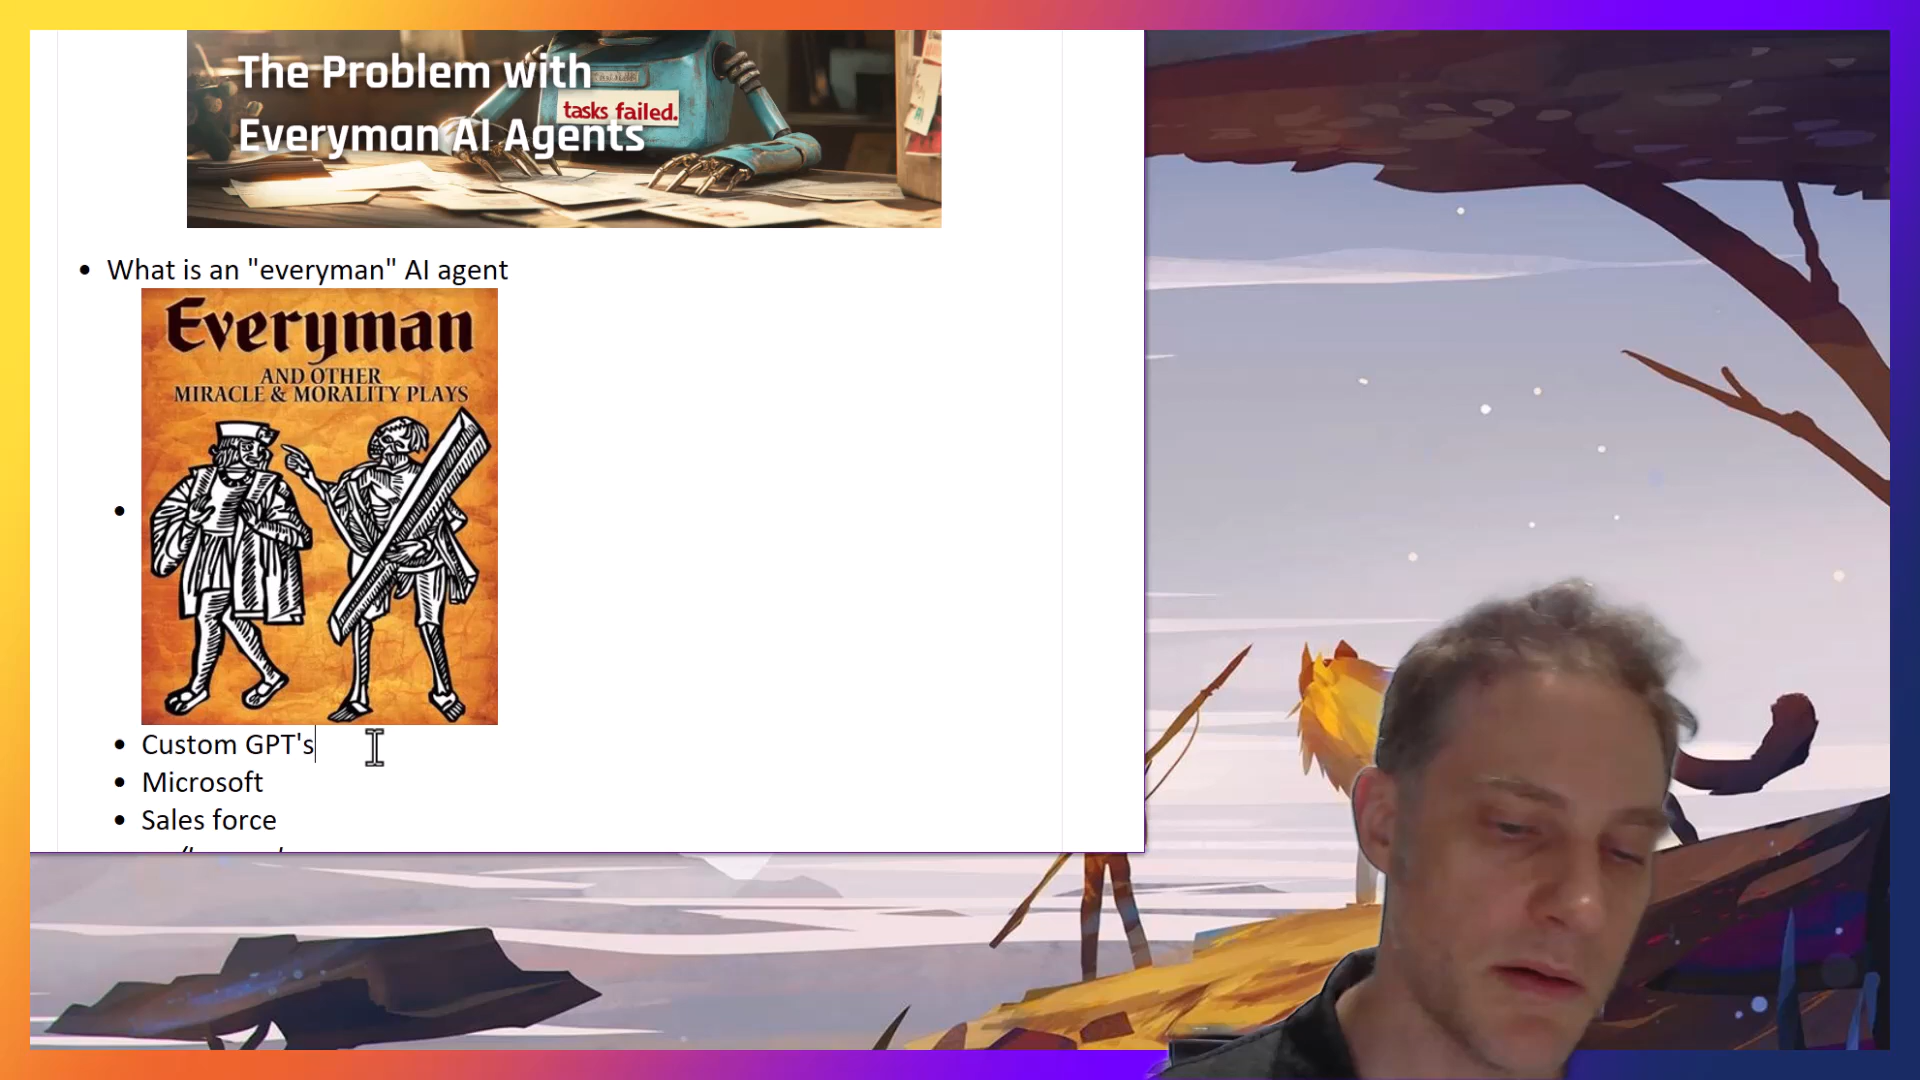 The Problem with
tasks failed.
Everyman AI Agents
What is an "everyman" AI agent
Everyman
AND OTHER
MIRACLE & MORALITY PLAYS
Custom GPT's
Microsoft
Sales force